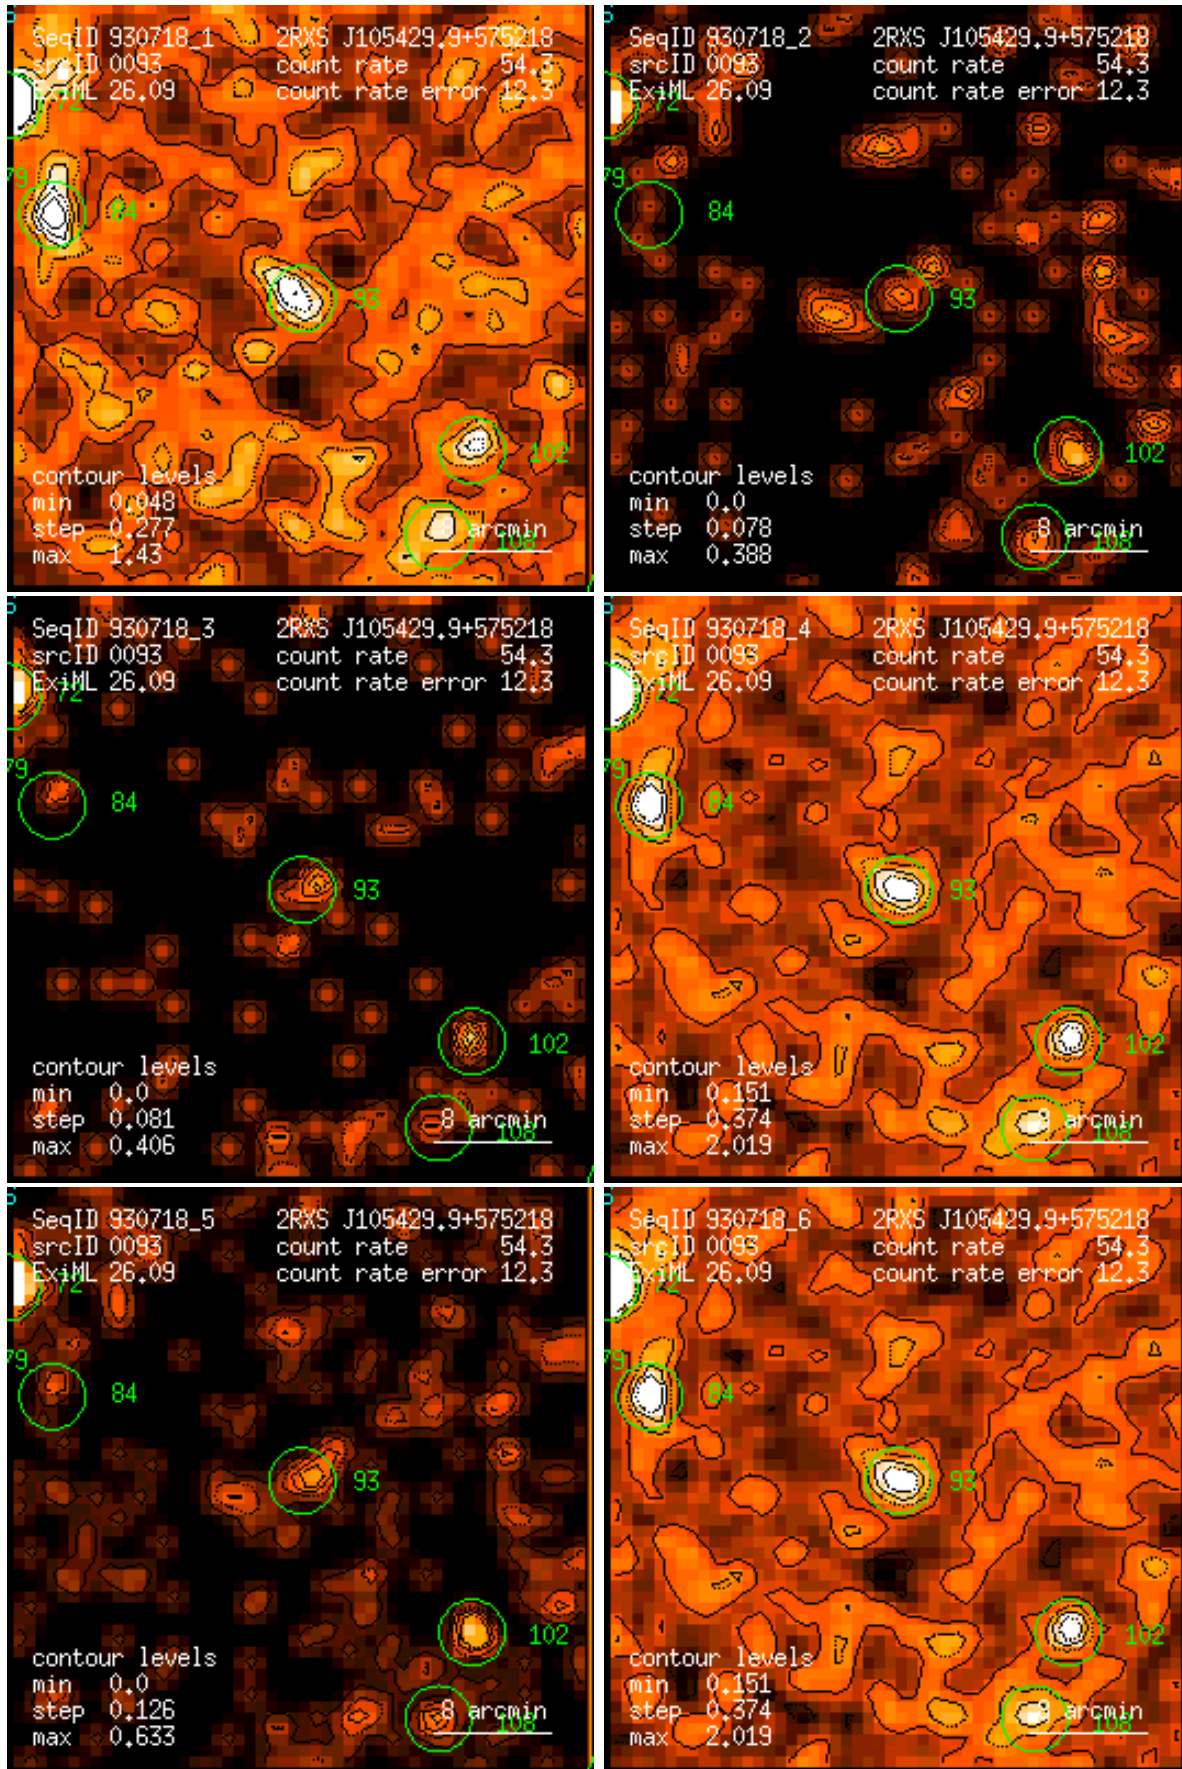 SeqID 930718_1 2RXS J105429.9+575218
srcID 0093 count rate 54.3
ExiML 26.09 count rate error 12.3
72
79
84
93
102
contour levels
min 0.048
step 0.277
max 1.43
8 arcmin
108
SeqID 930718_2 2RXS J105429.9+575218
srcID 0093 count rate 54.3
ExiML 26.09 count rate error 12.3
72
79
84
93
102
contour levels
min 0.0
step 0.078
max 0.388
8 arcmin
108
SeqID 930718_3 2RXS J105429.9+575218
srcID 0093 count rate 54.3
ExiML 26.09 count rate error 12.3
72
79
84
93
102
contour levels
min 0.0
step 0.081
max 0.406
8 arcmin
108
SeqID 930718_4 2RXS J105429.9+575218
srcID 0093 count rate 54.3
ExiML 26.09 count rate error 12.3
72
79
84
93
102
contour levels
min 0.151
step 0.374
max 2.019
8 arcmin
108
SeqID 930718_5 2RXS J105429.9+575218
srcID 0093 count rate 54.3
ExiML 26.09 count rate error 12.3
72
79
84
93
102
contour levels
min 0.0
step 0.126
max 0.633
8 arcmin
108
SeqID 930718_6 2RXS J105429.9+575218
srcID 0093 count rate 54.3
ExiML 26.09 count rate error 12.3
72
79
84
93
102
contour levels
min 0.151
step 0.374
max 2.019
8 arcmin
108